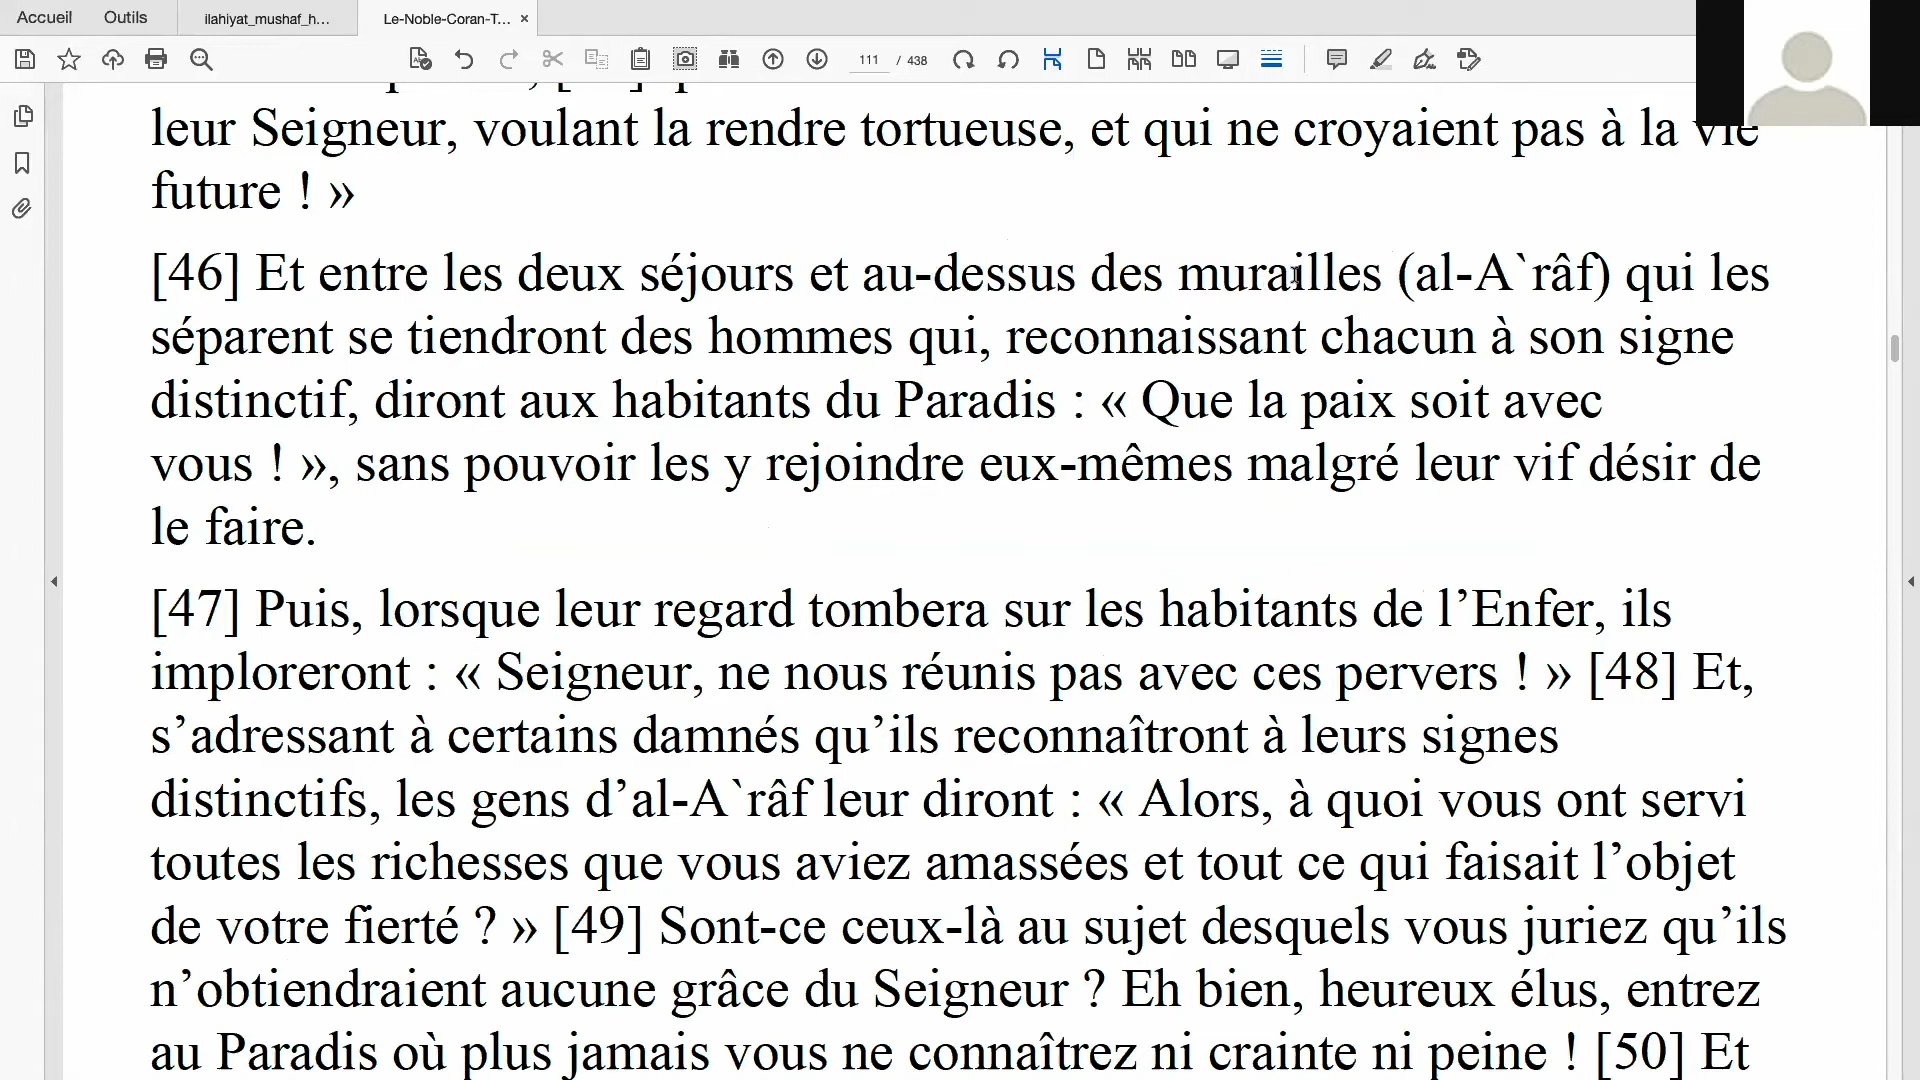 Accueil Outils ilahiyat_mushaf_h... Le-Noble-Coran-T... ×
111 / 438
leur Seigneur, voulant la rendre tortueuse, et qui ne croyaient pas à la vie
future ! »
[46] Et entre les deux séjours et au-dessus des murailles (al-A`râf) qui les
séparent se tiendront des hommes qui, reconnaissant chacun à son signe
distinctif, diront aux habitants du Paradis : « Que la paix soit avec
vous ! », sans pouvoir les y rejoindre eux-mêmes malgré leur vif désir de
le faire.
[47] Puis, lorsque leur regard tombera sur les habitants de l’Enfer, ils
imploreront : « Seigneur, ne nous réunis pas avec ces pervers ! » [48] Et,
s’adressant à certains damnés qu’ils reconnaîtront à leurs signes
distinctifs, les gens d’al-A`râf leur diront : « Alors, à quoi vous ont servi
toutes les richesses que vous aviez amassées et tout ce qui faisait l’objet
de votre fierté ? » [49] Sont-ce ceux-là au sujet desquels vous juriez qu’ils
n’obtiendraient aucune grâce du Seigneur ? Eh bien, heureux élus, entrez
au Paradis où plus jamais vous ne connaîtrez ni crainte ni peine ! [50] Et